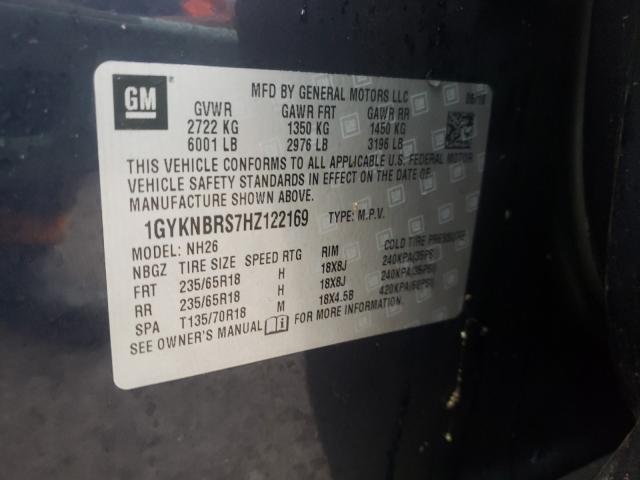 GM
MFD BY GENERAL MOTORS LLC
GVWR GAWR FRT GAWR RR
2722 KG 1350 KG 1450 KG
6001 LB 2976 LB 3196 LB
THIS VEHICLE CONFORMS TO ALL APPLICABLE U.S. FEDERAL MOTOR
VEHICLE SAFETY STANDARDS IN EFFECT ON THE DATE OF
MANUFACTURE SHOWN ABOVE.
1GYKNBRS7HZ122169 TYPE: M.P.V.
MODEL: NH26
NBGZ TIRE SIZE SPEED RTG RIM COLD TIRE PRESSURE
FRT 235/65R18 H 18X8J 240KPA(35PSI)
RR 235/65R18 H 18X8J 240KPA(35PSI)
SPA T135/70R18 M 18X4.5B 420KPA(60PSI)
SEE OWNER'S MANUAL FOR MORE INFORMATION